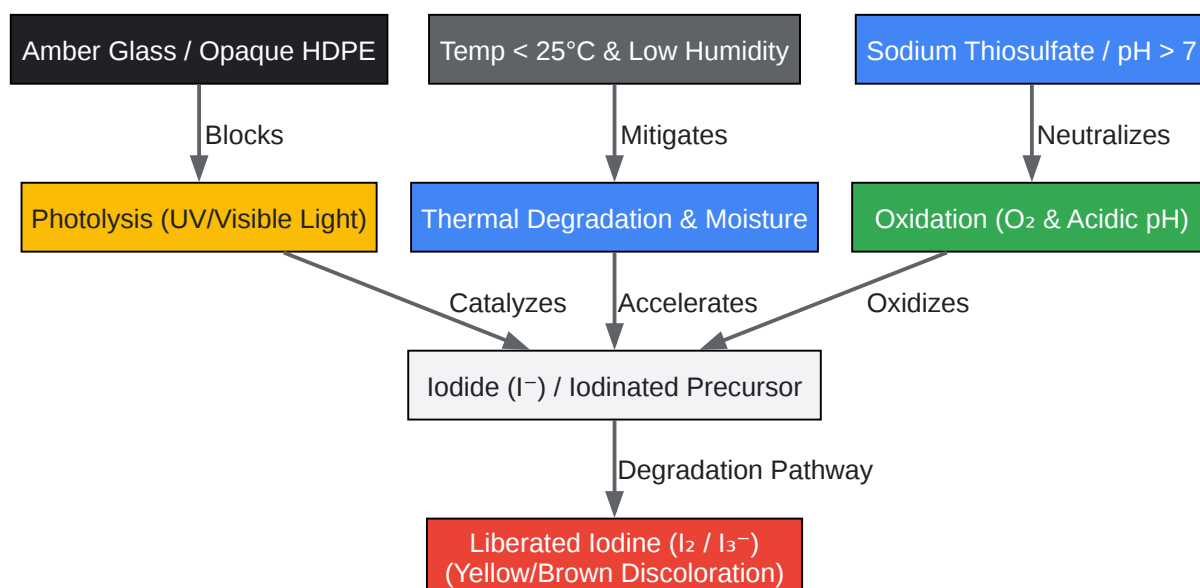 Amber Glass / Opaque HDPE
Temp < 25°C & Low Humidity
Sodium Thiosulfate / pH > 7
Blocks
Mitigates
Neutralizes
Photolysis (UV/Visible Light)
Thermal Degradation & Moisture
Oxidation (O₂ & Acidic pH)
Catalyzes
Accelerates
Oxidizes
Iodide (I⁻) / Iodinated Precursor
Degradation Pathway
Liberated Iodine (I₂ / I₃⁻)
(Yellow/Brown Discoloration)